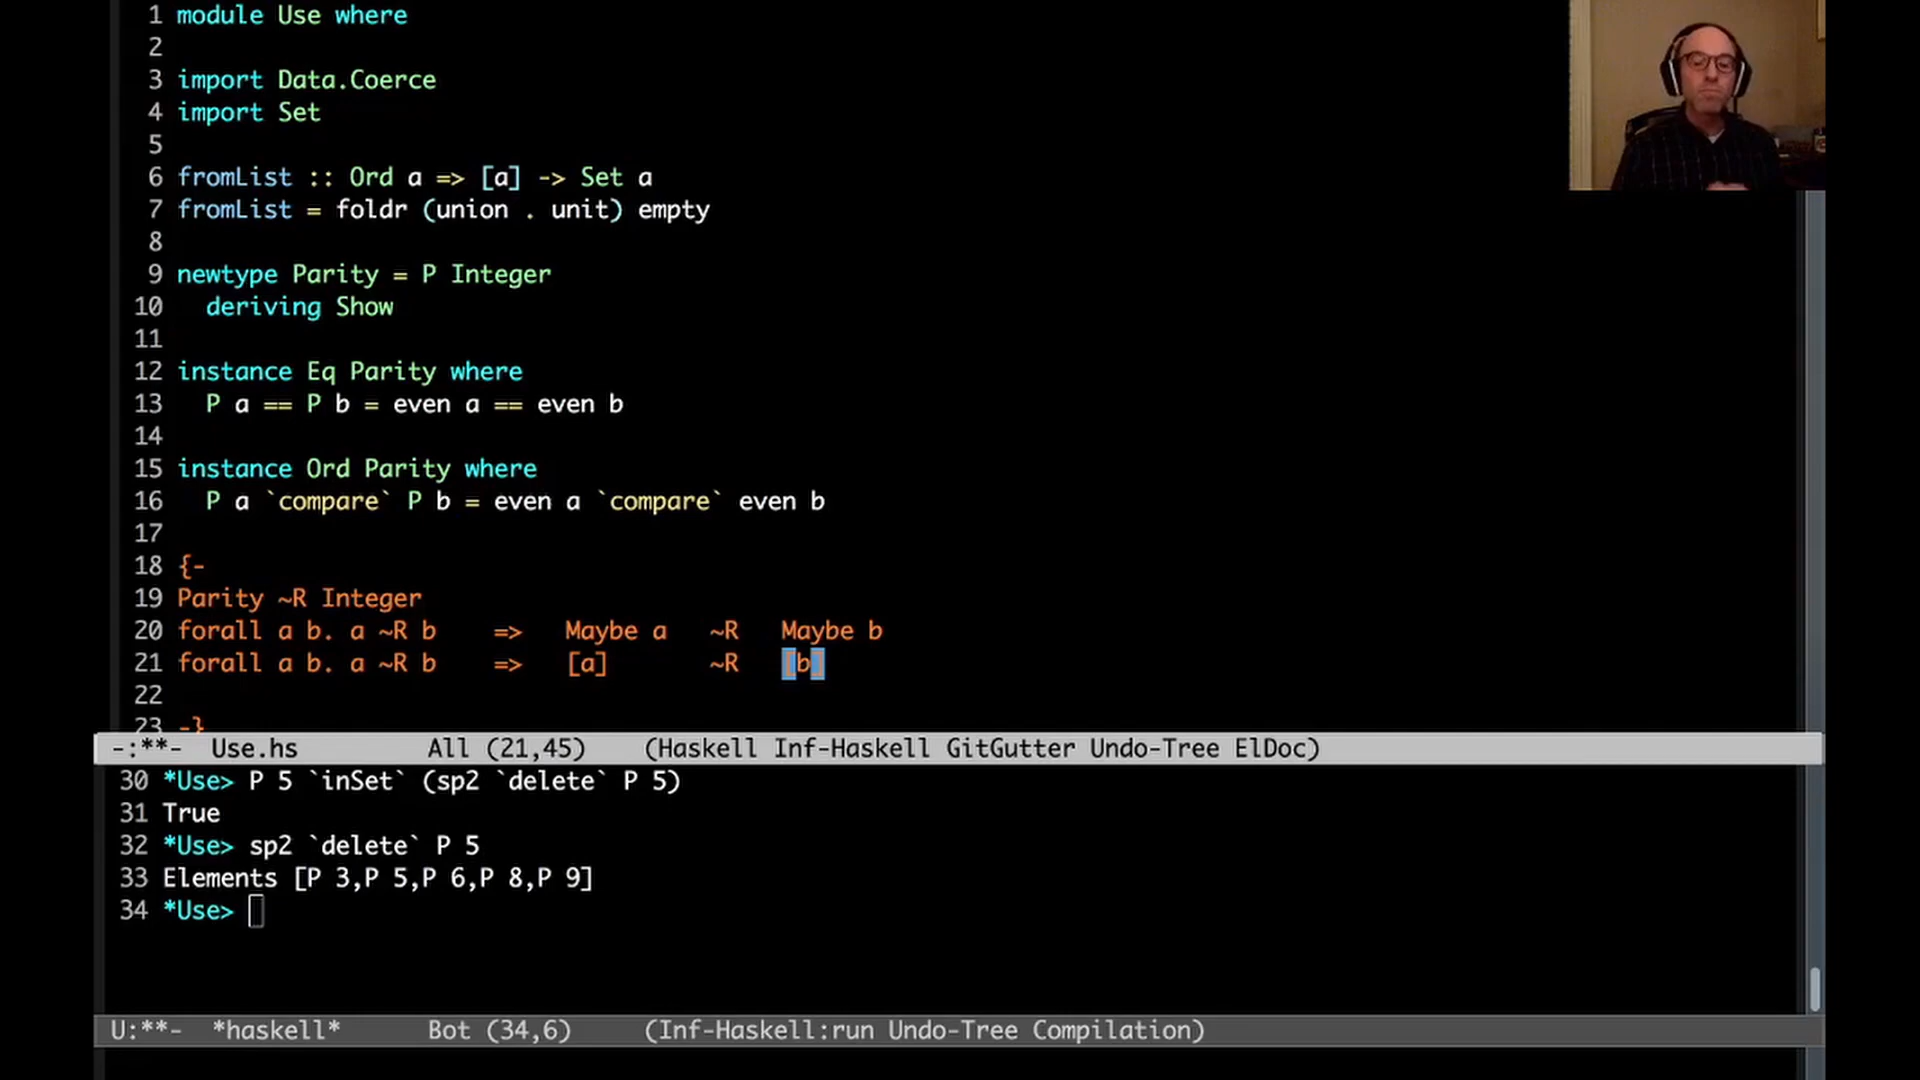 1 module Use where
2
3 import Data.Coerce
4 import Set
5
6 fromList :: Ord a => [a] -> Set a
7 fromList = foldr (union . unit) empty
8
9 newtype Parity = P Integer
10 deriving Show
11
12 instance Eq Parity where
13 P a == P b = even a == even b
14
15 instance Ord Parity where
16 P a `compare` P b = even a `compare` even b
17
18 {-
19 Parity ~R Integer
20 forall a b. a ~R b => Maybe a ~R Maybe b
21 forall a b. a ~R b => [a] ~R [b]
22
23 -}
-:**- Use.hs All (21,45) (Haskell Inf-Haskell GitGutter Undo-Tree ElDoc)
30 *Use> P 5 `inSet` (sp2 `delete` P 5)
31 True
32 *Use> sp2 `delete` P 5
33 Elements [P 3,P 5,P 6,P 8,P 9]
34 *Use>
U:**- *haskell* Bot (34,6) (Inf-Haskell:run Undo-Tree Compilation)